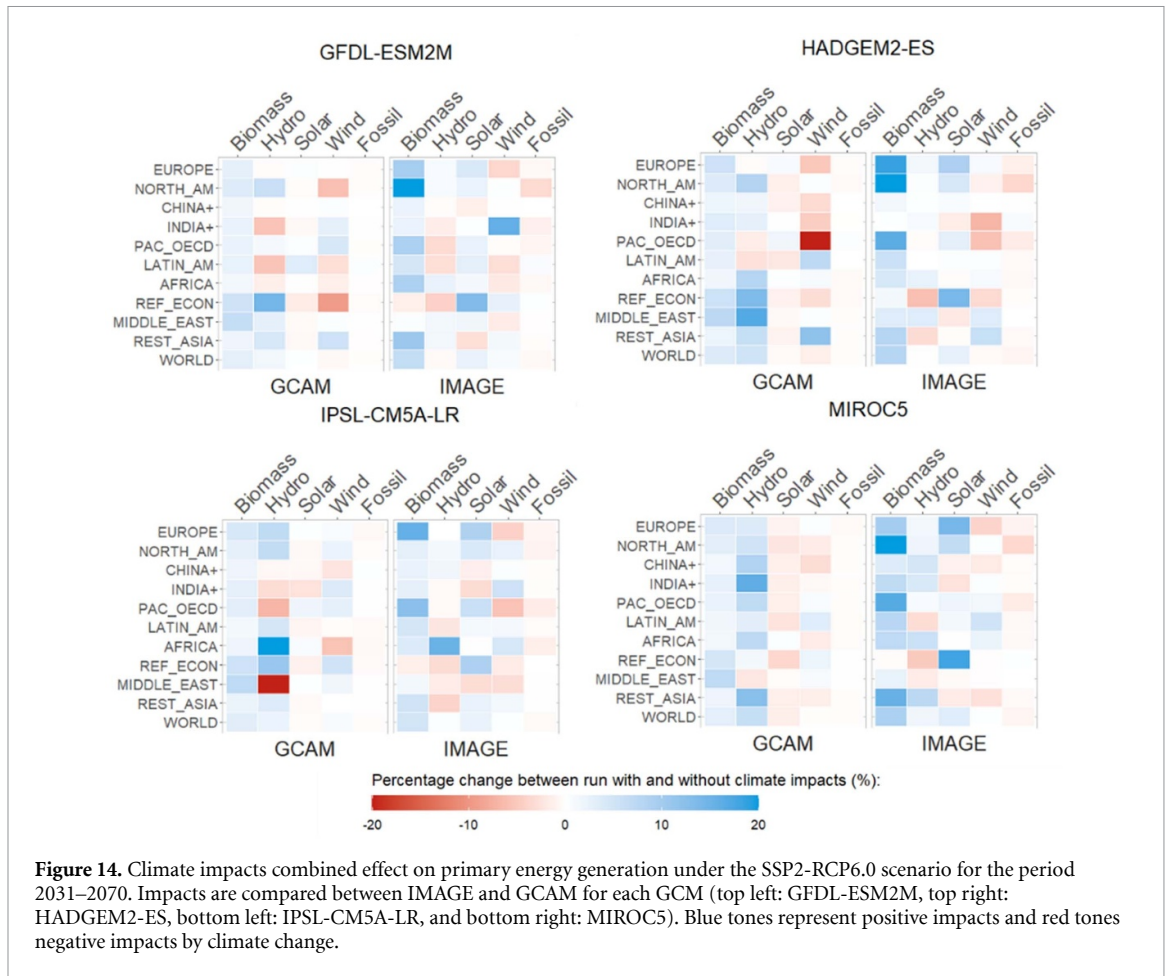 GFDL-ESM2M
HADGEM2-ES
Biomass Hydro Solar Wind Fossil Biomass Hydro Solar Wind Fossil
Biomass Hydro Solar Wind Fossil Biomass Hydro Solar Wind Fossil
EUROPE
NORTH_AM
CHINA+
INDIA+
PAC_OECD
LATIN_AM
AFRICA
REF_ECON
MIDDLE_EAST
REST_ASIA
WORLD
GCAM IMAGE
EUROPE
NORTH_AM
CHINA+
INDIA+
PAC_OECD
LATIN_AM
AFRICA
REF_ECON
MIDDLE_EAST
REST_ASIA
WORLD
GCAM IMAGE
IPSL-CM5A-LR
MIROC5
Biomass Hydro Solar Wind Fossil Biomass Hydro Solar Wind Fossil
Biomass Hydro Solar Wind Fossil Biomass Hydro Solar Wind Fossil
EUROPE
NORTH_AM
CHINA+
INDIA+
PAC_OECD
LATIN_AM
AFRICA
REF_ECON
MIDDLE_EAST
REST_ASIA
WORLD
GCAM IMAGE
EUROPE
NORTH_AM
CHINA+
INDIA+
PAC_OECD
LATIN_AM
AFRICA
REF_ECON
MIDDLE_EAST
REST_ASIA
WORLD
GCAM IMAGE
Percentage change between run with and without climate impacts (%):
-20 -10 0 10 20
Figure 14. Climate impacts combined effect on primary energy generation under the SSP2-RCP6.0 scenario for the period
2031–2070. Impacts are compared between IMAGE and GCAM for each GCM (top left: GFDL-ESM2M, top right:
HADGEM2-ES, bottom left: IPSL-CM5A-LR, and bottom right: MIROC5). Blue tones represent positive impacts and red tones
negative impacts by climate change.